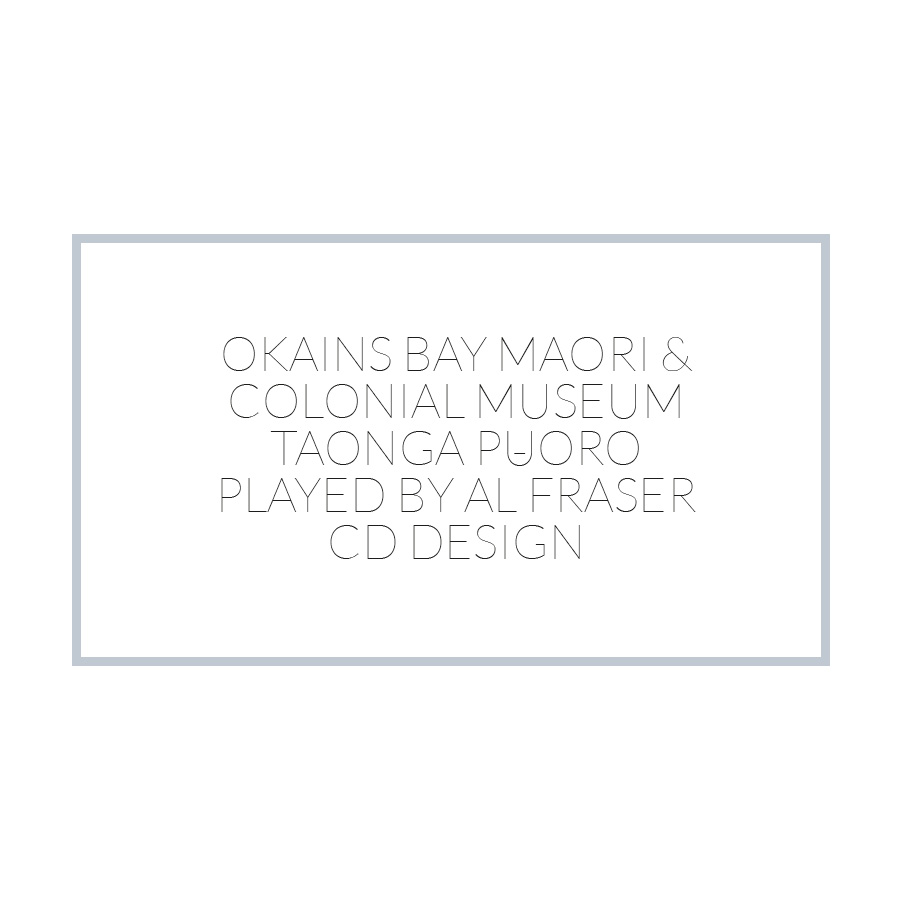 OKAINS BAY MAORI &
COLONIAL MUSEUM
TAONGA PŪORO
PLAYED BY AL FRASER
CD DESIGN